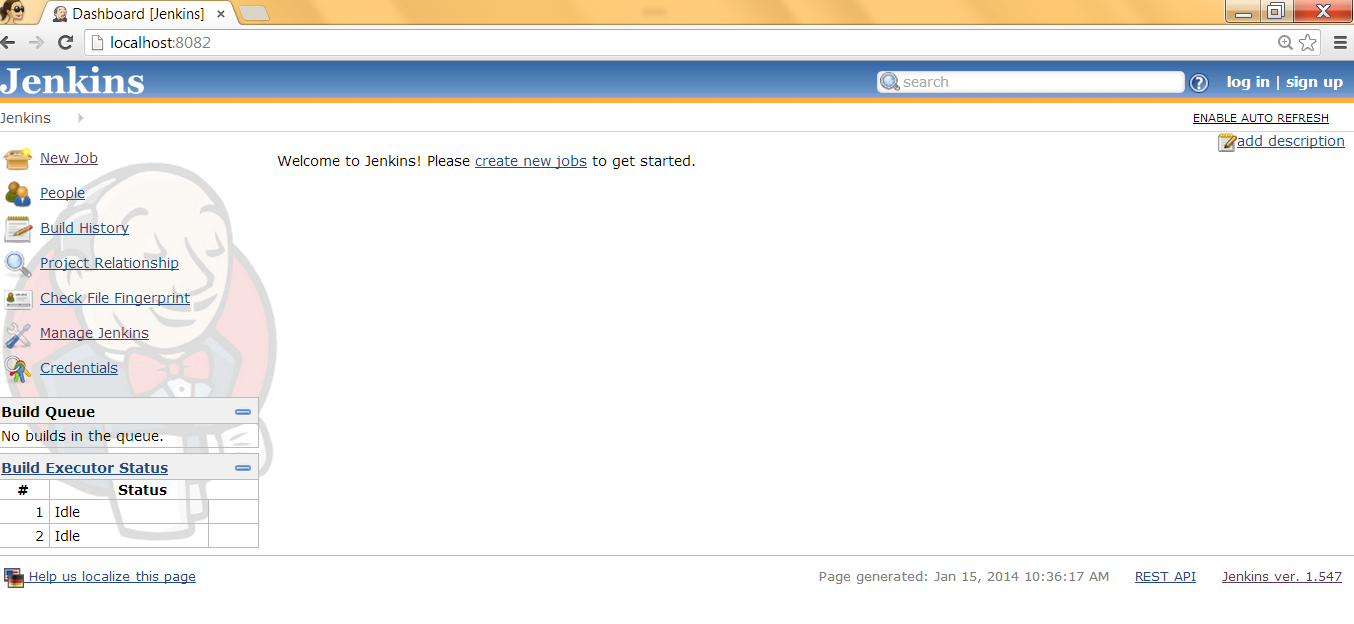 Dashboard [Jenkins]
localhost:8082
Jenkins
search
log in | sign up
Jenkins
ENABLE AUTO REFRESH
add description
New Job
People
Build History
Project Relationship
Check File Fingerprint
Manage Jenkins
Credentials
Welcome to Jenkins! Please create new jobs to get started.
Build Queue
No builds in the queue.
Build Executor Status
# Status
1 Idle
2 Idle
Help us localize this page
Page generated: Jan 15, 2014 10:36:17 AM REST API Jenkins ver. 1.547